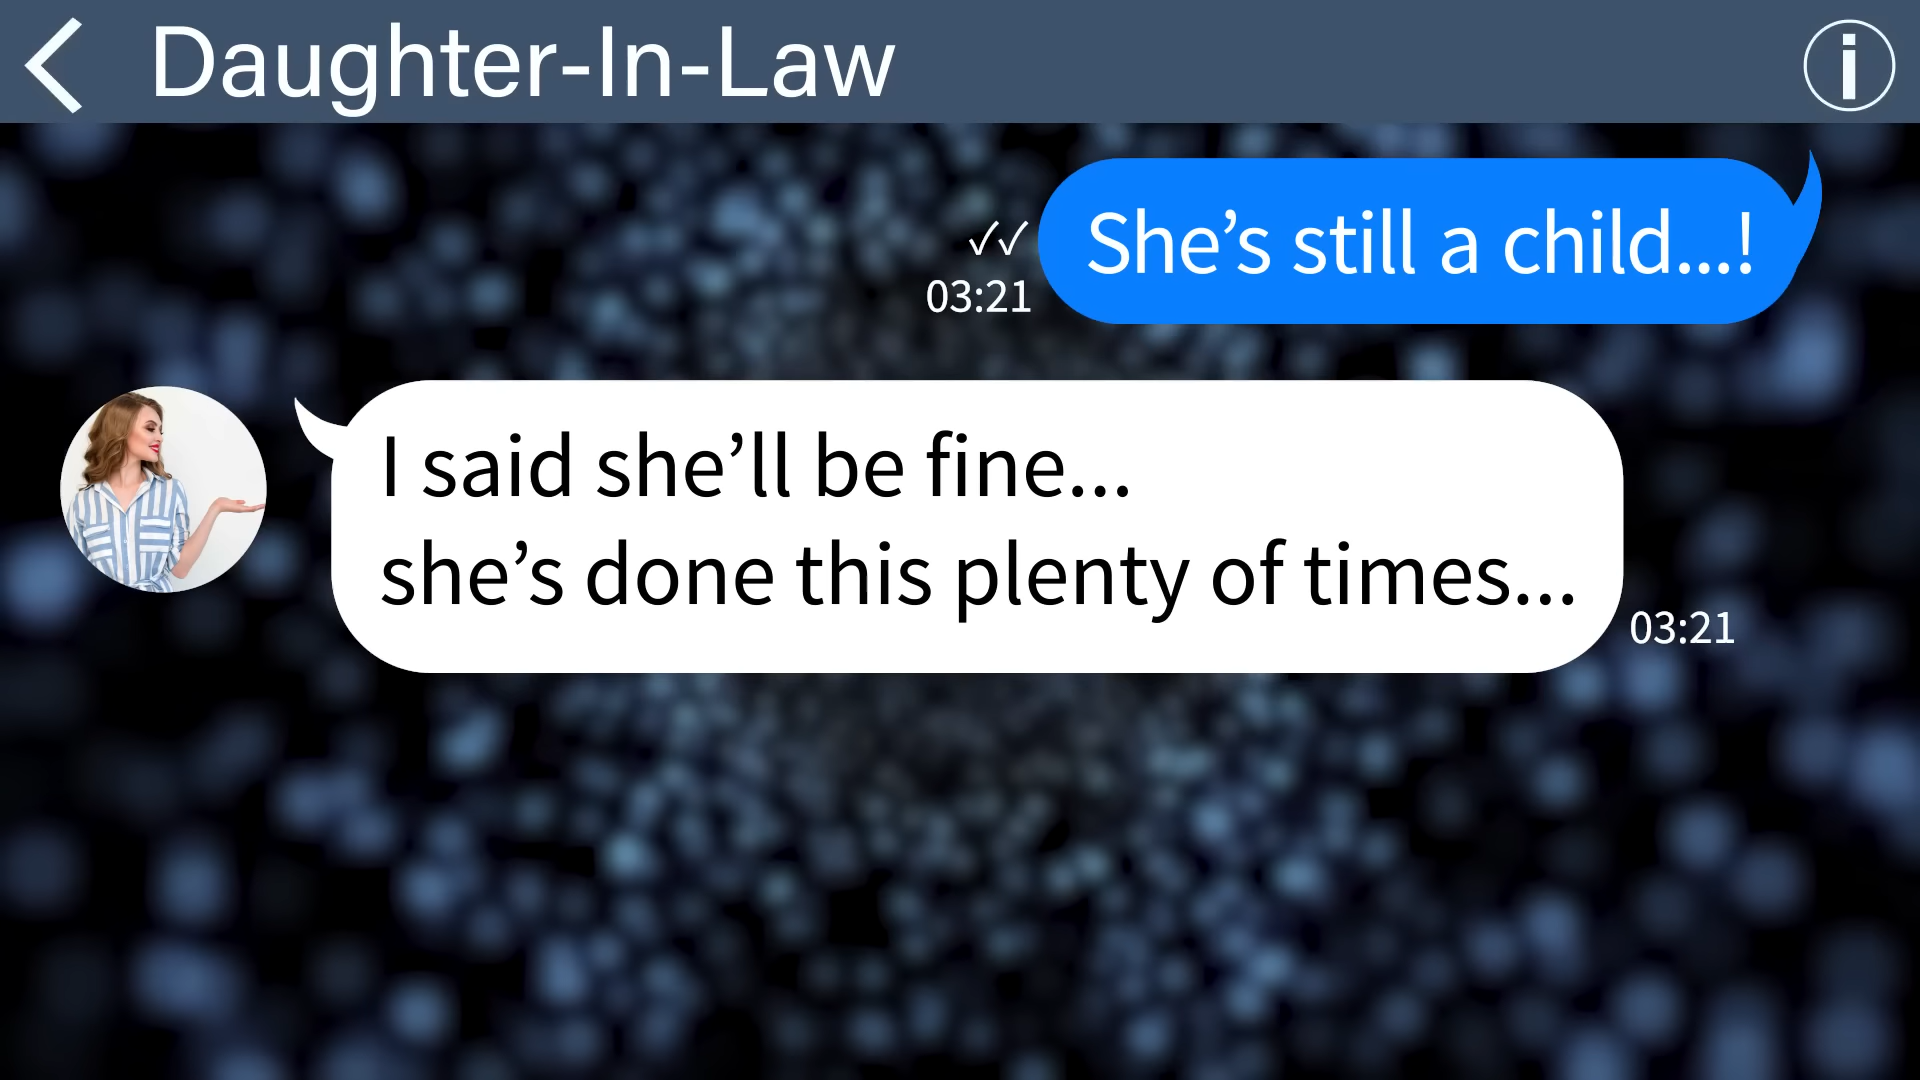 Daughter-In-Law
She’s still a child...!
✓✓
03:21
I said she’ll be fine...
she’s done this plenty of times...
03:21